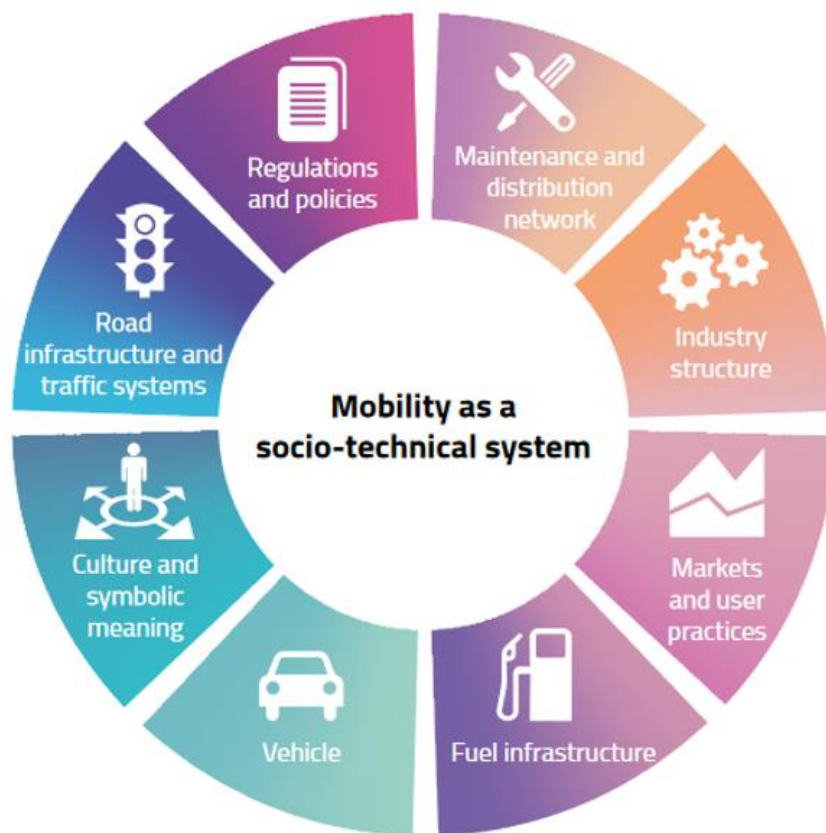 Regulations
and policies
Maintenance and
distribution
network
Industry
structure
Markets
and user
practices
Fuel infrastructure
Vehicle
Culture and
symbolic
meaning
Road
infrastructure and
traffic systems
Mobility as a
socio-technical system